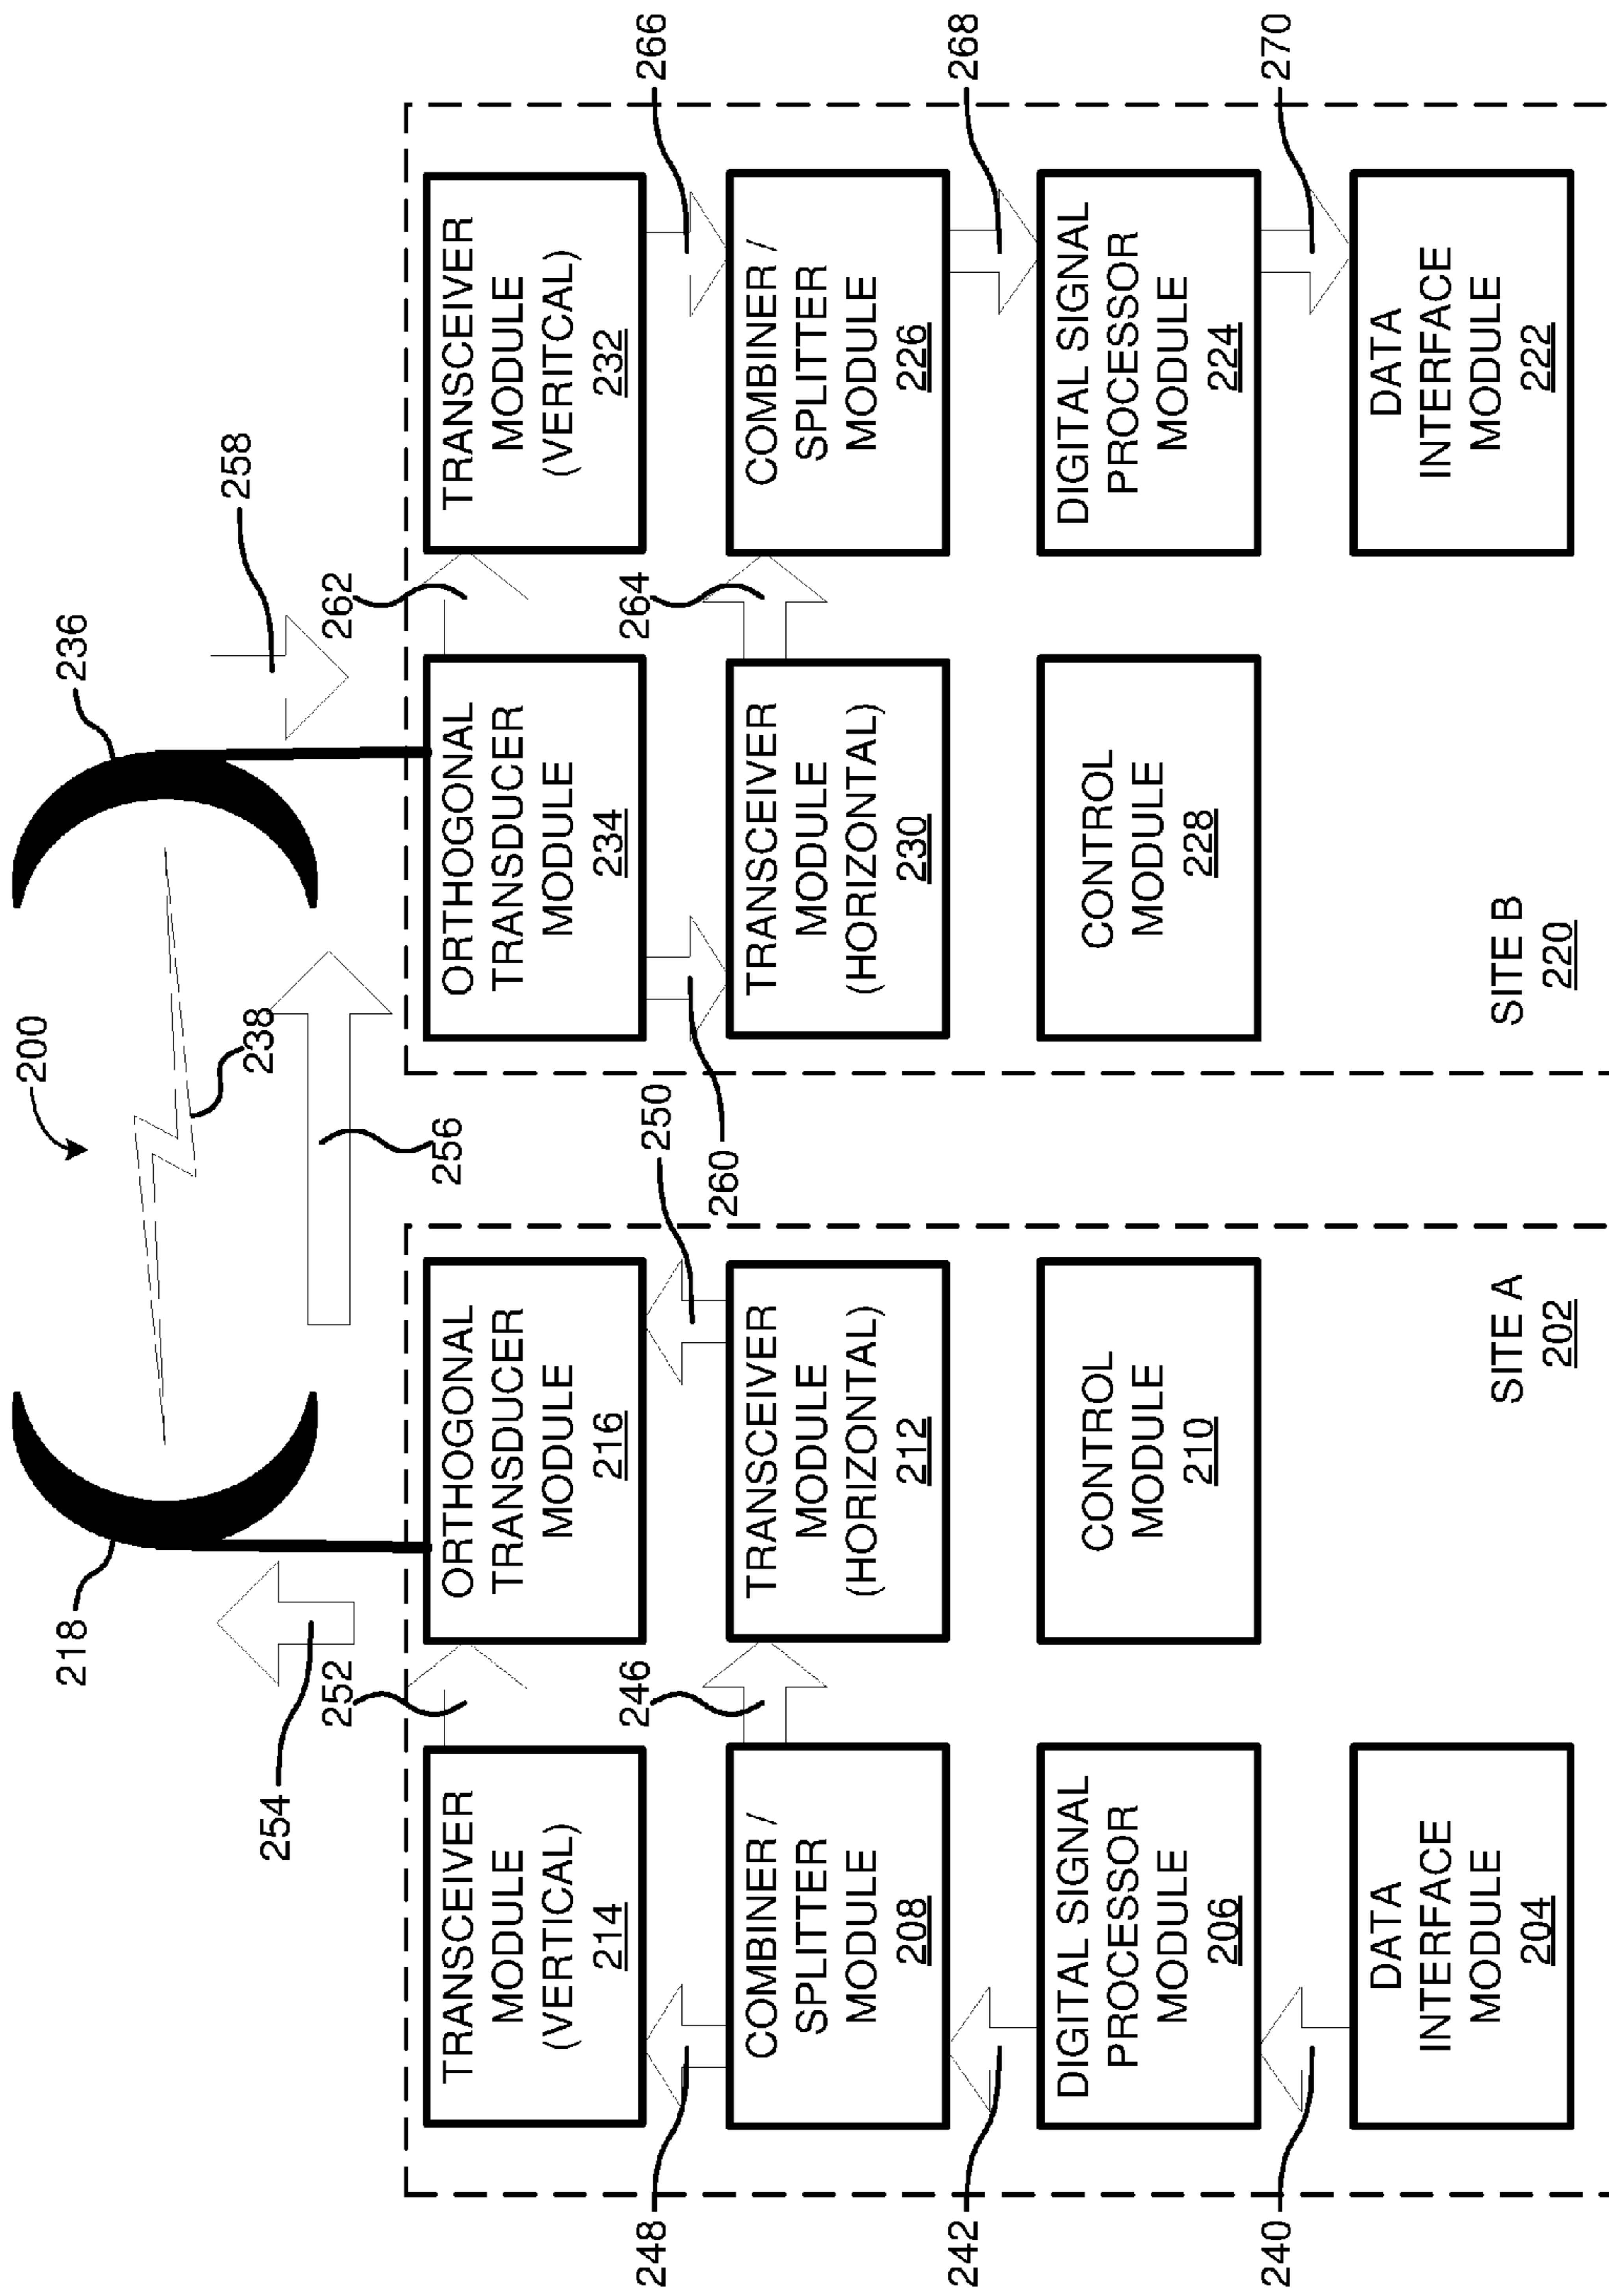 200
218
236
238
254
256
258
252
262
TRANSCEIVER
MODULE
(VERTICAL)
214
ORTHOGONAL
TRANSDUCER
MODULE
216
ORTHOGONAL
TRANSDUCER
MODULE
234
TRANSCEIVER
MODULE
(VERITCAL)
232
248
246
250
260
264
266
COMBINER /
SPLITTER
MODULE
208
TRANSCEIVER
MODULE
(HORIZONTAL)
212
TRANSCEIVER
MODULE
(HORIZONTAL)
230
COMBINER /
SPLITTER
MODULE
226
242
268
DIGITAL SIGNAL
PROCESSOR
MODULE
206
CONTROL
MODULE
210
CONTROL
MODULE
228
DIGITAL SIGNAL
PROCESSOR
MODULE
224
240
270
DATA
INTERFACE
MODULE
204
SITE A
202
SITE B
220
DATA
INTERFACE
MODULE
222